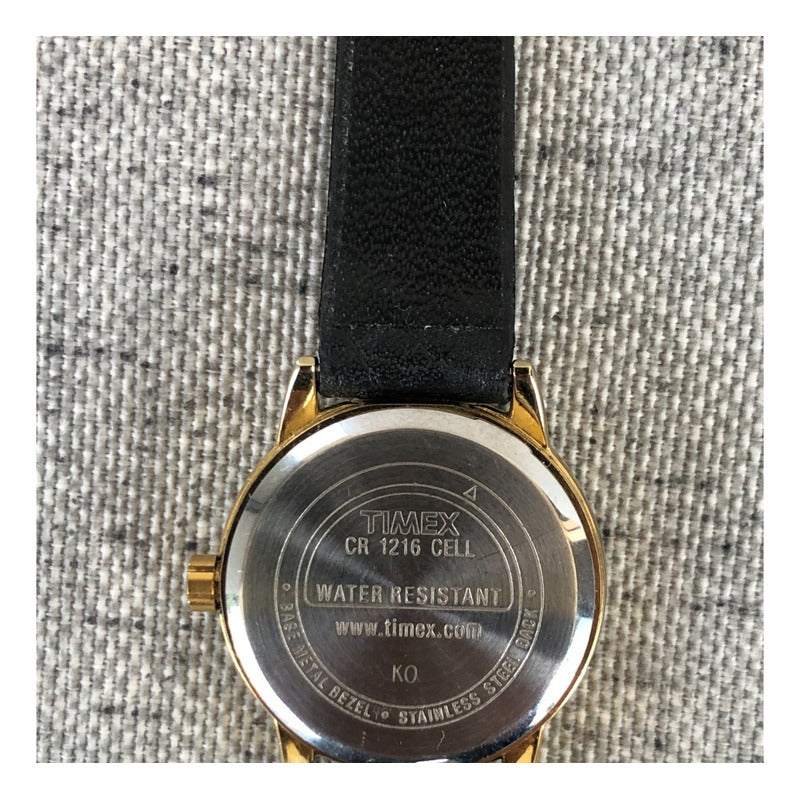 TIMEX
CR 1216 CELL
WATER RESISTANT
www.timex.com
KO
• BASE METAL BEZEL • STAINLESS STEEL BACK •